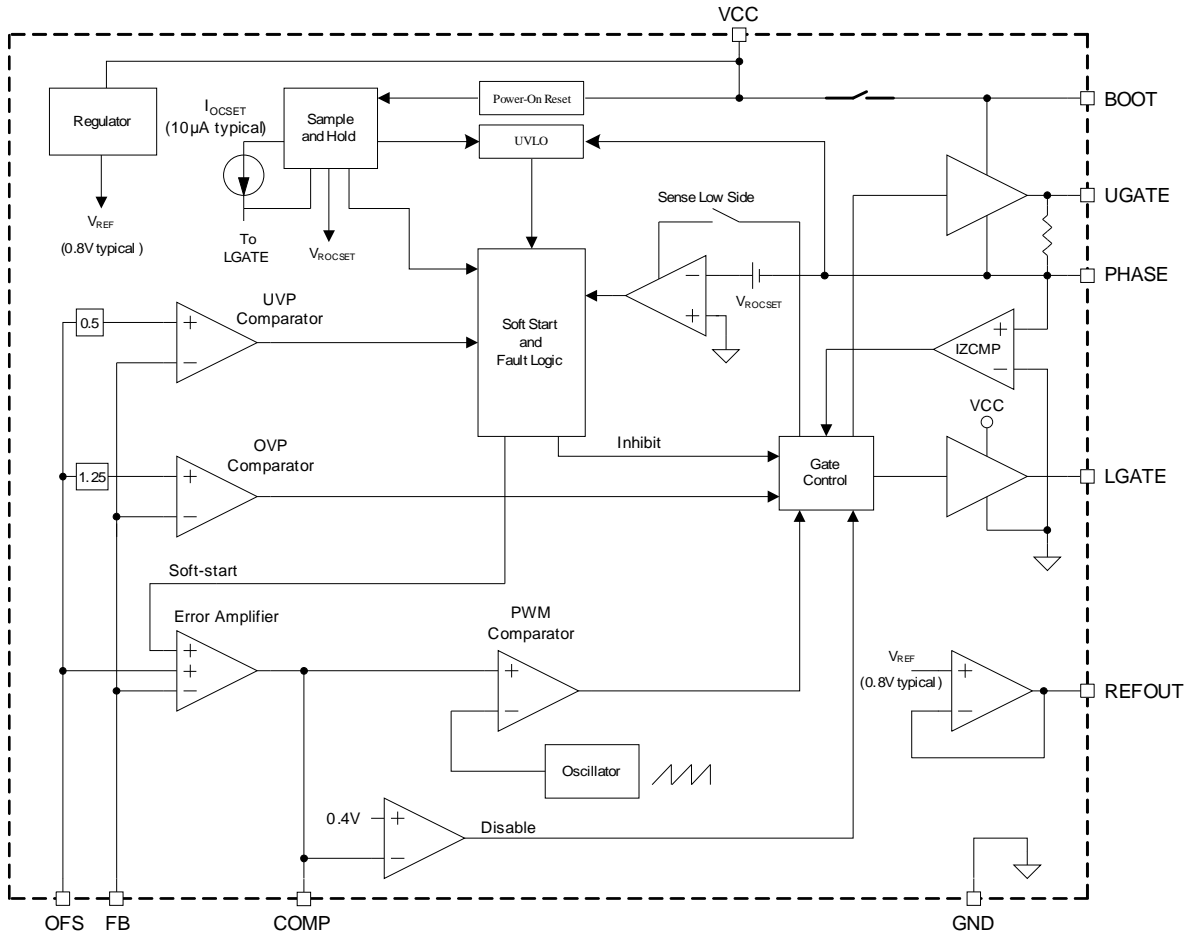 VCC
BOOT
Power-On Reset
Regulator
I_OCSET
(10µA typical)
Sample
and Hold
UVLO
UGATE
Sense Low Side
V_REF
(0.8V typical )
To
LGATE
V_ROCSET
PHASE
V_ROCSET
UVP
Comparator
0.5
+
−
Soft Start
and
Fault Logic
−
+
+
IZCMP
−
VCC
OVP
Comparator
1.25
+
−
Inhibit
Gate
Control
LGATE
Soft-start
Error Amplifier
+
+
−
PWM
Comparator
+
−
V_REF
(0.8V typical)
+
−
REFOUT
Oscillator
0.4V
+
−
Disable
OFS
FB
COMP
GND